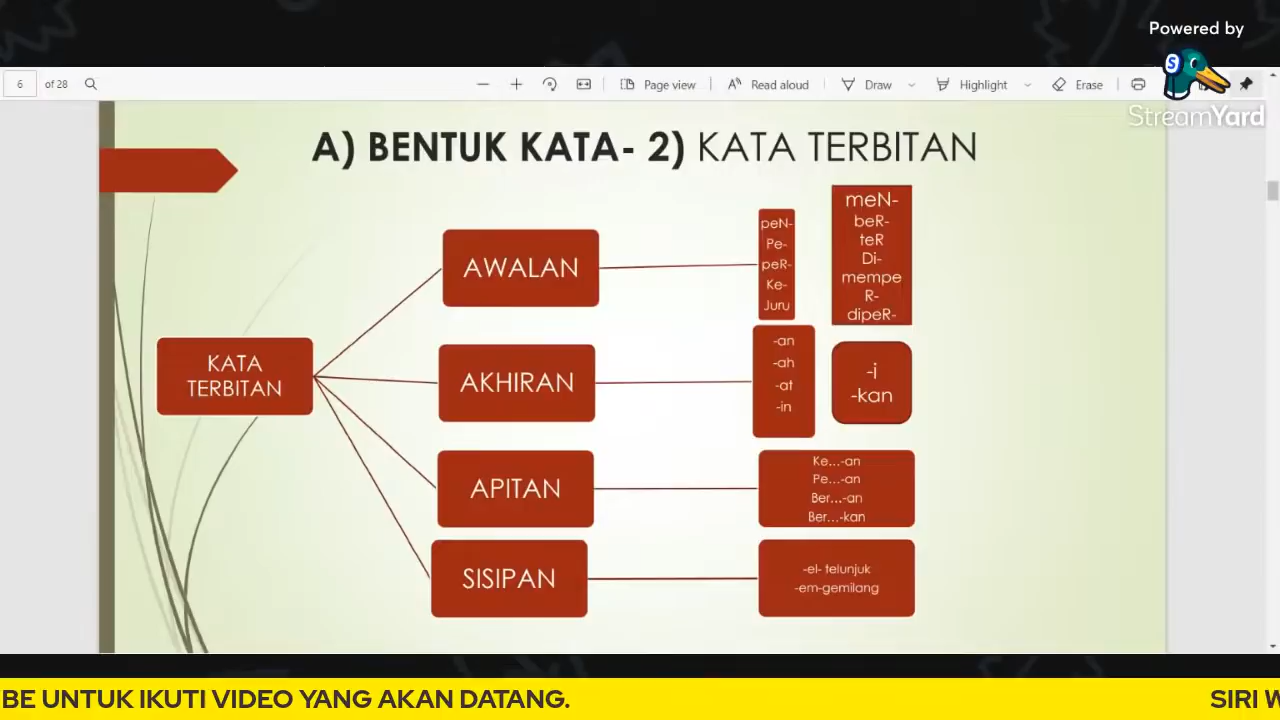 Powered by
StreamYard
6 of 28
Page view
Read aloud
Draw
Highlight
Erase
A) BENTUK KATA- 2) KATA TERBITAN
KATA
TERBITAN
AWALAN
peN-
Pe-
peR-
Ke-
Juru
meN-
beR-
teR
Di-
mempe
R-
dipeR-
AKHIRAN
-an
-ah
-at
-in
-i
-kan
APITAN
Ke...-an
Pe...-an
Ber...-an
Ber...-kan
SISIPAN
-el- telunjuk
-em-gemilang
BE UNTUK IKUTI VIDEO YANG AKAN DATANG.
SIRI W